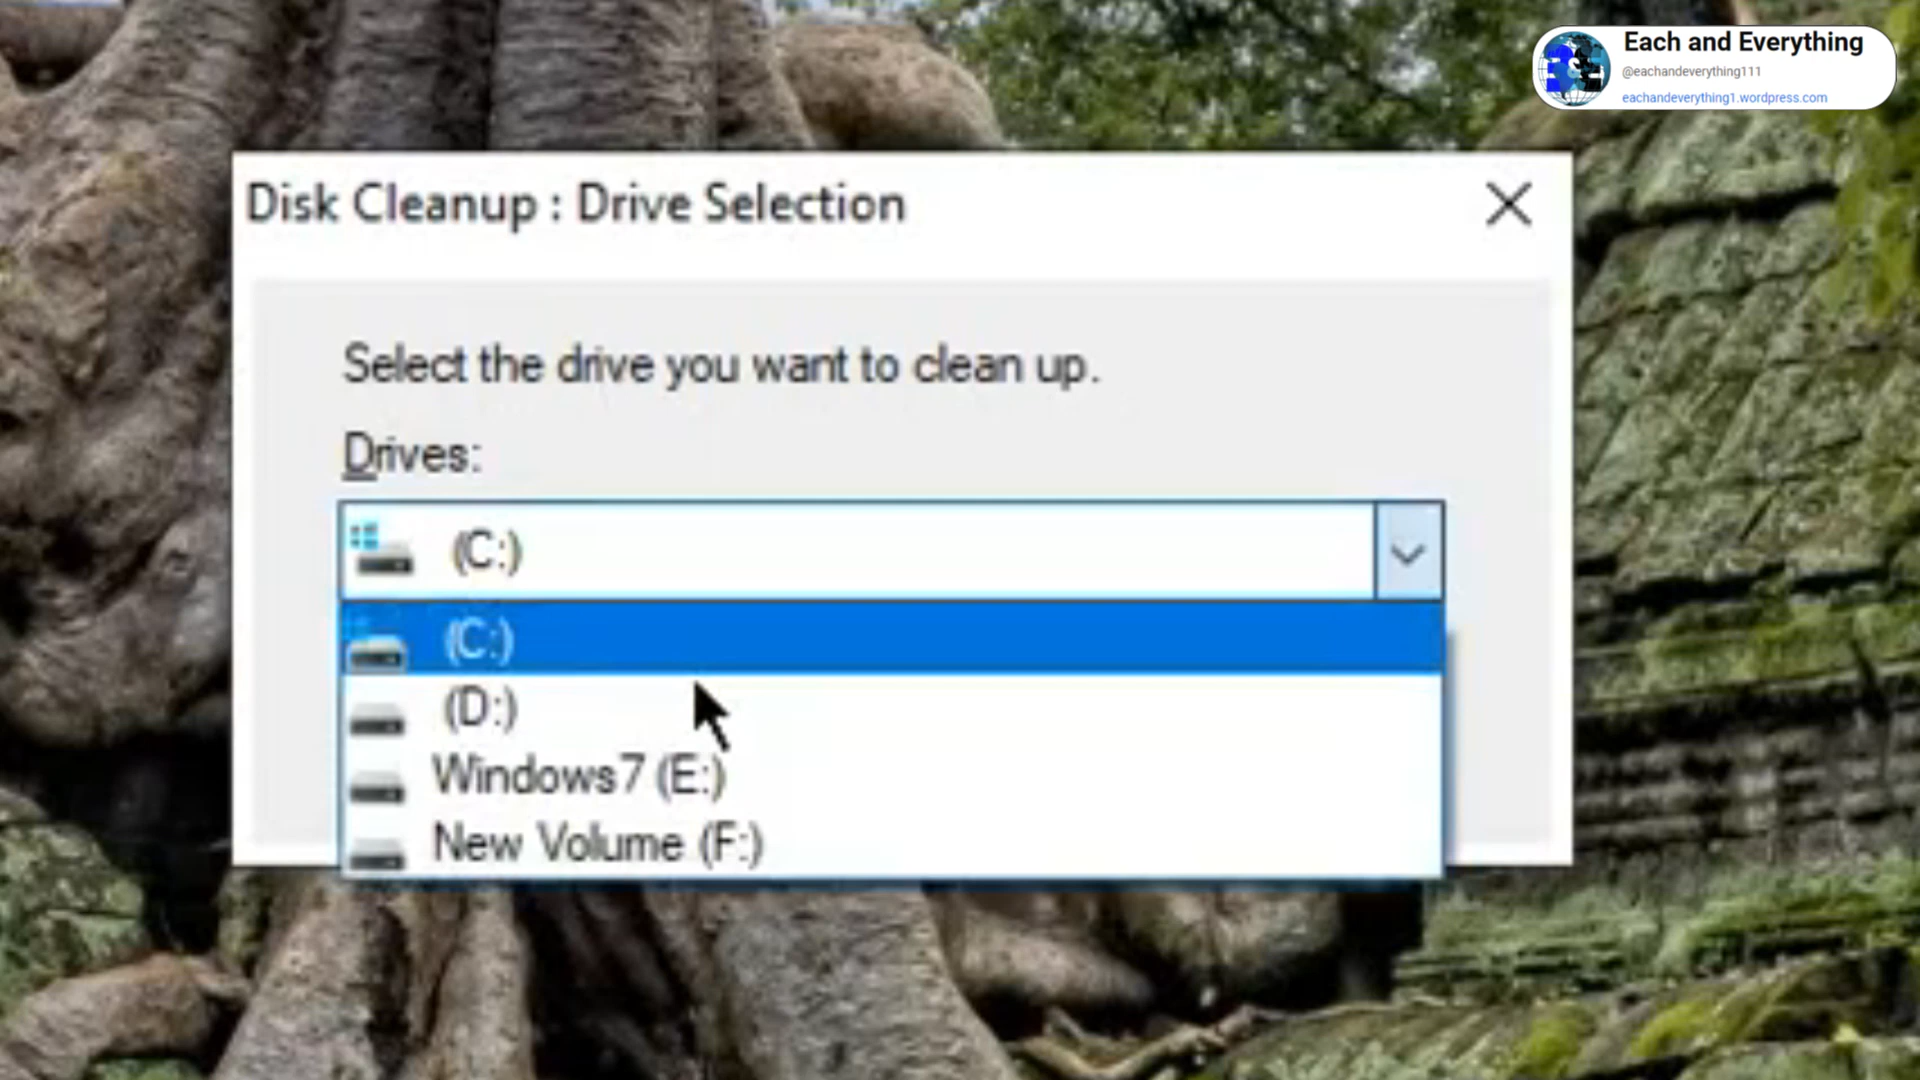 Each and Everything
@eachandeverything111
eachandeverything1.wordpress.com
Disk Cleanup : Drive Selection
Select the drive you want to clean up.
Drives:
(C:)
(C:)
(D:)
Windows7 (E:)
New Volume (F:)